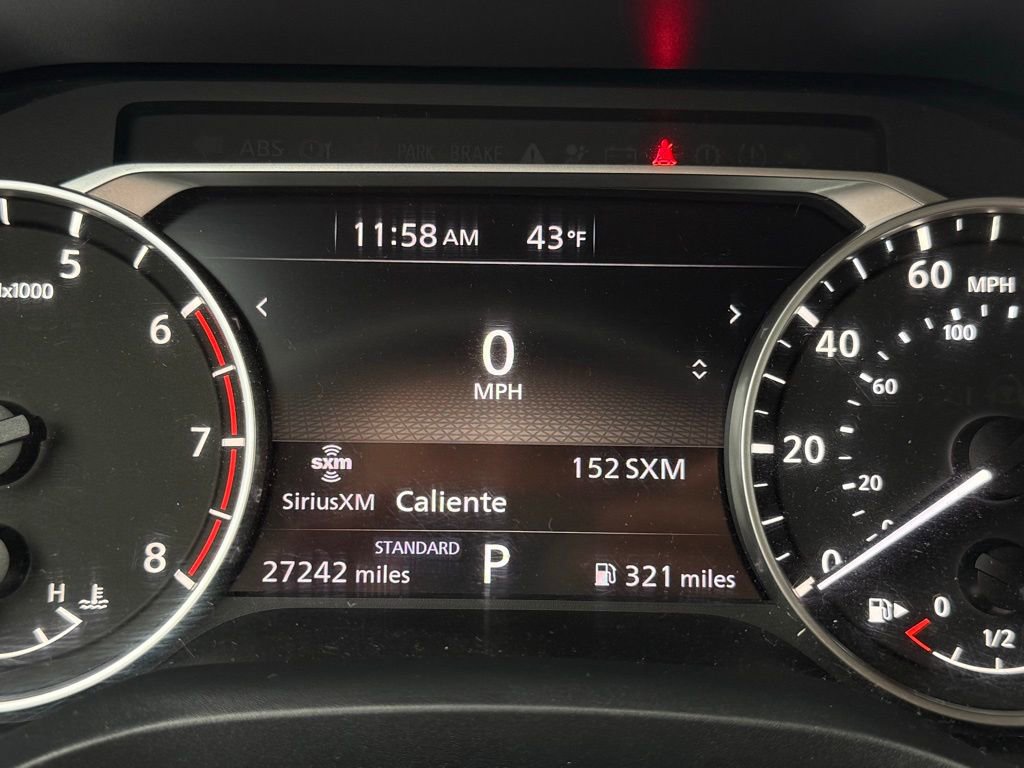 ABS
PARK BRAKE
11:58 AM 43°F
0
MPH
sxm
SiriusXM
152 SXM
Caliente
STANDARD
27242 miles
P
321 miles
5
x1000
6
7
8
H
60 MPH
100
40
60
20
20
0
0
0
1/2